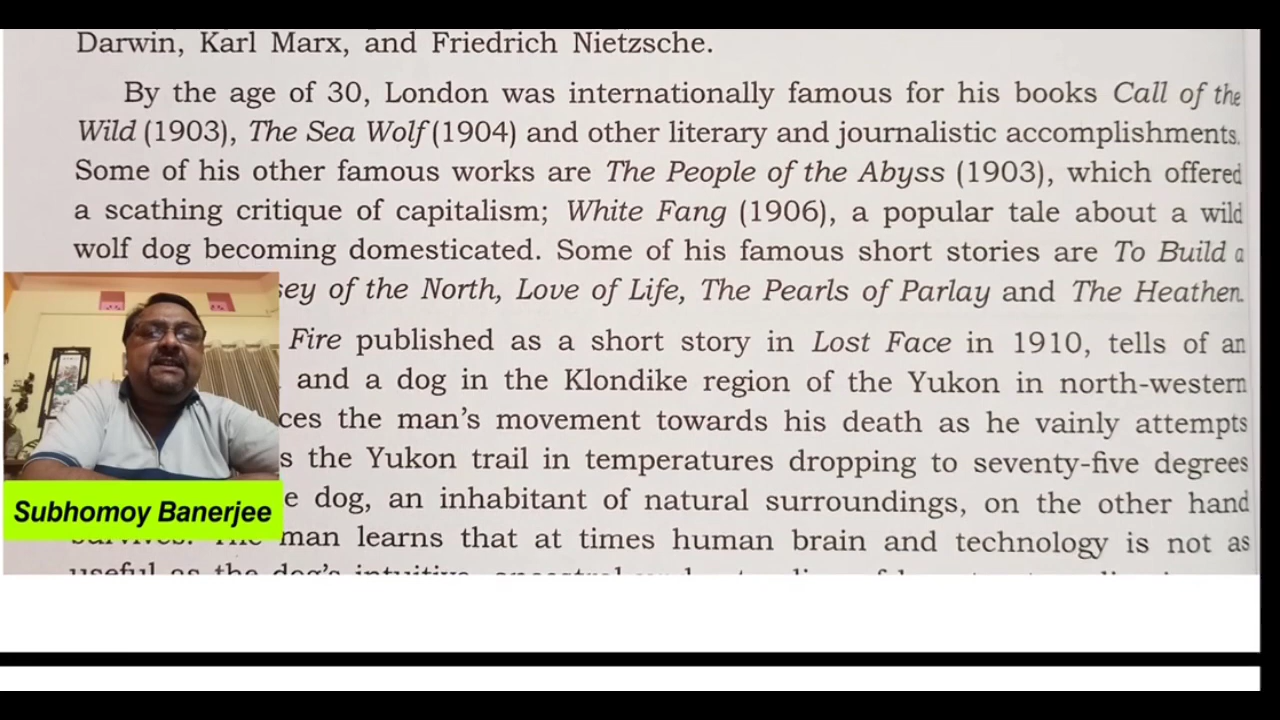 Darwin, Karl Marx, and Friedrich Nietzsche.
By the age of 30, London was internationally famous for his books Call of the
Wild (1903), The Sea Wolf (1904) and other literary and journalistic accomplishments.
Some of his other famous works are The People of the Abyss (1903), which offered
a scathing critique of capitalism; White Fang (1906), a popular tale about a wild
wolf dog becoming domesticated. Some of his famous short stories are To Build a
sey of the North, Love of Life, The Pearls of Parlay and The Heathen.
Fire published as a short story in Lost Face in 1910, tells of an
and a dog in the Klondike region of the Yukon in north-western
ces the man's movement towards his death as he vainly attempts
s the Yukon trail in temperatures dropping to seventy-five degrees
e dog, an inhabitant of natural surroundings, on the other hand
survives. The man learns that at times human brain and technology is not as
useful as the dog's intuitive, ancestral
Subhomoy Banerjee